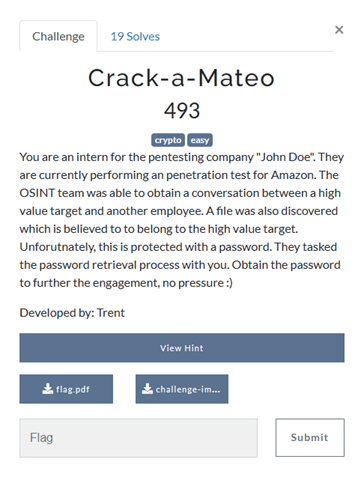 Challenge
19 Solves
×
Crack-a-Mateo
493
crypto easy
You are an intern for the pentesting company "John Doe". They
are currently performing an penetration test for Amazon. The
OSINT team was able to obtain a conversation between a high
value target and another employee. A file was also discovered
which is believed to to belong to the high value target.
Unforutnately, this is protected with a password. They tasked
the password retrieval process with you. Obtain the password
to further the engagement, no pressure :)
Developed by: Trent
View Hint
flag.pdf
challenge-im...
Flag
Submit